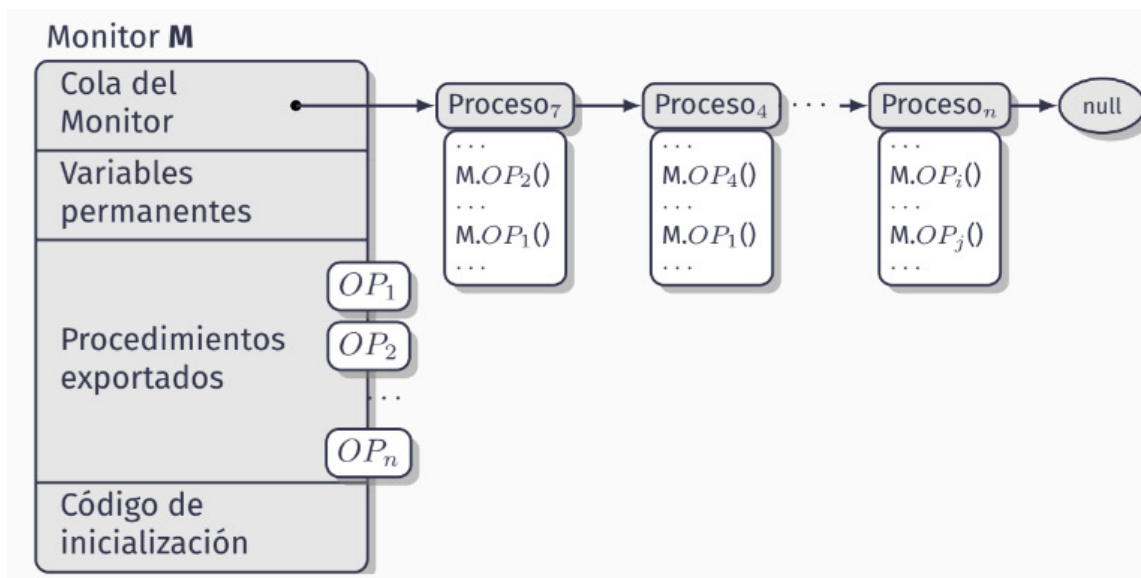 Monitor M
Cola del
Monitor
Variables
permanentes
Procedimientos
exportados
Código de
inicialización
OP₁
OP₂
...
OPₙ
Proceso₇
...
M.OP₂()
...
M.OP₁()
...
Proceso₄
...
M.OP₄()
...
M.OP₁()
...
...
Procesoₙ
...
M.OPᵢ()
...
M.OPⱼ()
...
null